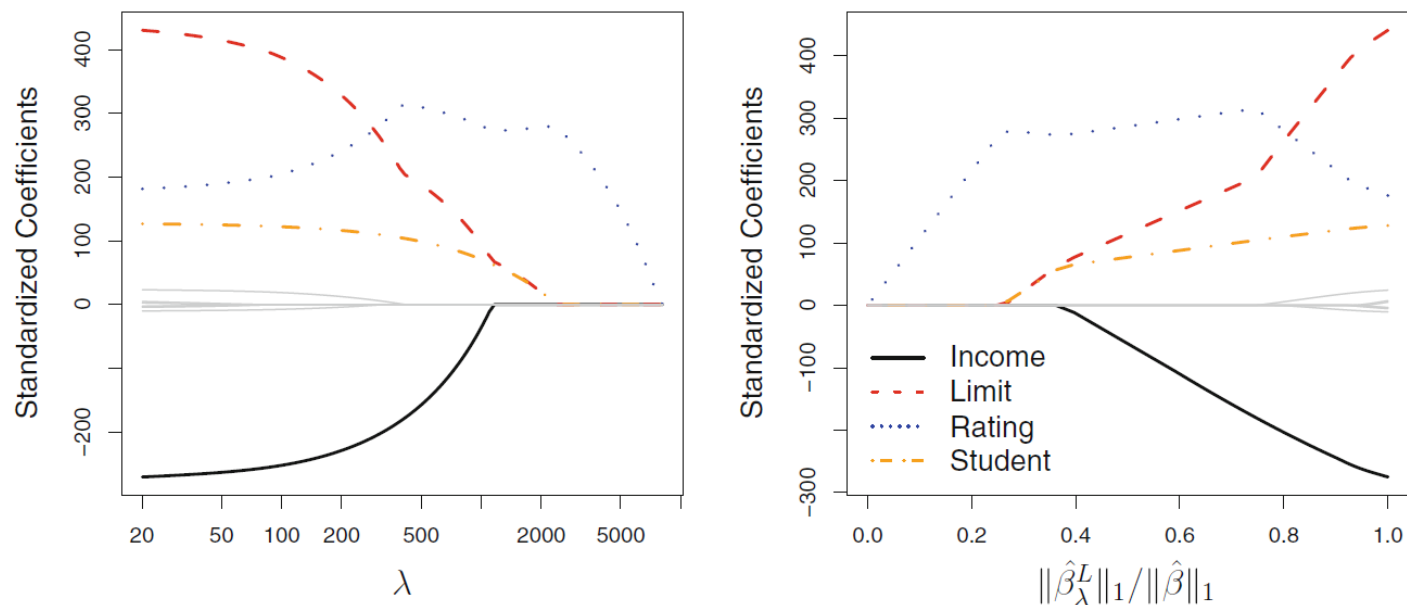 Standardized Coefficients
400
300
200
100
0
−200
20 50 100 200 500 2000 5000
λ
Standardized Coefficients
400
300
200
100
0
−100
−300
Income
Limit
Rating
Student
0.0 0.2 0.4 0.6 0.8 1.0
‖β̂λᴸ‖₁/‖β̂‖₁